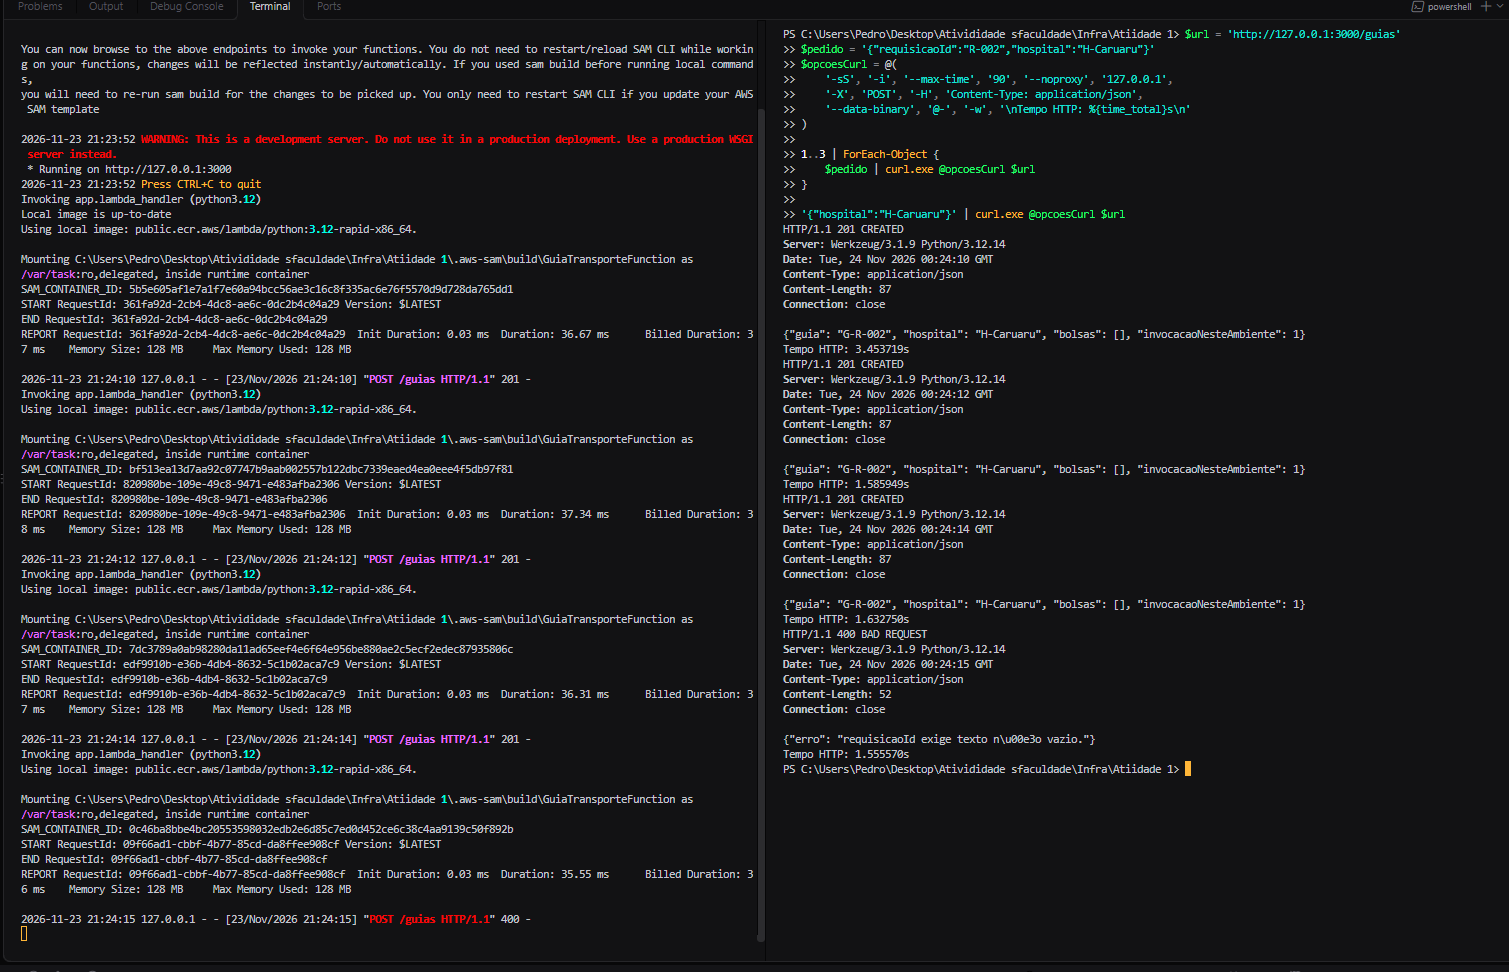 Problems Output Debug Console Terminal Ports
powershell
You can now browse to the above endpoints to invoke your functions. You do not need to restart/reload SAM CLI while workin
g on your functions, changes will be reflected instantly/automatically. If you used sam build before running local command
s,
you will need to re-run sam build for the changes to be picked up. You only need to restart SAM CLI if you update your AWS
SAM template
2026-11-23 21:23:52 WARNING: This is a development server. Do not use it in a production deployment. Use a production WSGI
server instead.
* Running on http://127.0.0.1:3000
2026-11-23 21:23:52 Press CTRL+C to quit
Invoking app.lambda_handler (python3.12)
Local image is up-to-date
Using local image: public.ecr.aws/lambda/python:3.12-rapid-x86_64.
Mounting C:\Users\Pedro\Desktop\Ativididade sfaculdade\Infra\Atiidade 1\.aws-sam\build\GuiaTransporteFunction as
/var/task:ro,delegated, inside runtime container
SAM_CONTAINER_ID: 5b5e605af1e7a1f7e60a94bcc56ae3c16c8f335ac6e76f5570d9d728da765dd1
START RequestId: 361fa92d-2cb4-4dc8-ae6c-0dc2b4c04a29 Version: $LATEST
END RequestId: 361fa92d-2cb4-4dc8-ae6c-0dc2b4c04a29
REPORT RequestId: 361fa92d-2cb4-4dc8-ae6c-0dc2b4c04a29 Init Duration: 0.03 ms Duration: 36.67 ms Billed Duration: 3
7 ms Memory Size: 128 MB Max Memory Used: 128 MB
2026-11-23 21:24:10 127.0.0.1 - - [23/Nov/2026 21:24:10] "POST /guias HTTP/1.1" 201 -
Invoking app.lambda_handler (python3.12)
Using local image: public.ecr.aws/lambda/python:3.12-rapid-x86_64.
Mounting C:\Users\Pedro\Desktop\Ativididade sfaculdade\Infra\Atiidade 1\.aws-sam\build\GuiaTransporteFunction as
/var/task:ro,delegated, inside runtime container
SAM_CONTAINER_ID: bf513ea13d7aa92c07747b9aab002557b122dbc7339eaed4ea0eee4f5db97f81
START RequestId: 820980be-109e-49c8-9471-e483afba2306 Version: $LATEST
END RequestId: 820980be-109e-49c8-9471-e483afba2306
REPORT RequestId: 820980be-109e-49c8-9471-e483afba2306 Init Duration: 0.03 ms Duration: 37.34 ms Billed Duration: 3
8 ms Memory Size: 128 MB Max Memory Used: 128 MB
2026-11-23 21:24:12 127.0.0.1 - - [23/Nov/2026 21:24:12] "POST /guias HTTP/1.1" 201 -
Invoking app.lambda_handler (python3.12)
Using local image: public.ecr.aws/lambda/python:3.12-rapid-x86_64.
Mounting C:\Users\Pedro\Desktop\Ativididade sfaculdade\Infra\Atiidade 1\.aws-sam\build\GuiaTransporteFunction as
/var/task:ro,delegated, inside runtime container
SAM_CONTAINER_ID: 7dc3789a0ab98280da11ad65eef4e6f64e956be880ae2c5ecf2edec87935806c
START RequestId: edf9910b-e36b-4db4-8632-5c1b02aca7c9 Version: $LATEST
END RequestId: edf9910b-e36b-4db4-8632-5c1b02aca7c9
REPORT RequestId: edf9910b-e36b-4db4-8632-5c1b02aca7c9 Init Duration: 0.03 ms Duration: 36.31 ms Billed Duration: 3
7 ms Memory Size: 128 MB Max Memory Used: 128 MB
2026-11-23 21:24:14 127.0.0.1 - - [23/Nov/2026 21:24:14] "POST /guias HTTP/1.1" 201 -
Invoking app.lambda_handler (python3.12)
Using local image: public.ecr.aws/lambda/python:3.12-rapid-x86_64.
Mounting C:\Users\Pedro\Desktop\Ativididade sfaculdade\Infra\Atiidade 1\.aws-sam\build\GuiaTransporteFunction as
/var/task:ro,delegated, inside runtime container
SAM_CONTAINER_ID: 0c46ba8bbe4bc20553598032edb2e6d85c7ed0d452ce6c38c4aa9139c50f892b
START RequestId: 09f66ad1-cbbf-4b77-85cd-da8ffee908cf Version: $LATEST
END RequestId: 09f66ad1-cbbf-4b77-85cd-da8ffee908cf
REPORT RequestId: 09f66ad1-cbbf-4b77-85cd-da8ffee908cf Init Duration: 0.03 ms Duration: 35.55 ms Billed Duration: 3
6 ms Memory Size: 128 MB Max Memory Used: 128 MB
2026-11-23 21:24:15 127.0.0.1 - - [23/Nov/2026 21:24:15] "POST /guias HTTP/1.1" 400 -
PS C:\Users\Pedro\Desktop\Ativididade sfaculdade\Infra\Atiidade 1> $url = 'http://127.0.0.1:3000/guias'
>> $pedido = '{"requisicaoId":"R-002","hospital":"H-Caruaru"}'
>> $opcoesCurl = @(
>> '-sS', '-i', '--max-time', '90', '--noproxy', '127.0.0.1',
>> '-X', 'POST', '-H', 'Content-Type: application/json',
>> '--data-binary', '@-', '-w', '\nTempo HTTP: %{time_total}s\n'
>> )
>>
>> 1..3 | ForEach-Object {
>> $pedido | curl.exe @opcoesCurl $url
>> }
>>
>> '{"hospital":"H-Caruaru"}' | curl.exe @opcoesCurl $url
HTTP/1.1 201 CREATED
Server: Werkzeug/3.1.9 Python/3.12.14
Date: Tue, 24 Nov 2026 00:24:10 GMT
Content-Type: application/json
Content-Length: 87
Connection: close
{"guia": "G-R-002", "hospital": "H-Caruaru", "bolsas": [], "invocacaoNesteAmbiente": 1}
Tempo HTTP: 3.453719s
HTTP/1.1 201 CREATED
Server: Werkzeug/3.1.9 Python/3.12.14
Date: Tue, 24 Nov 2026 00:24:12 GMT
Content-Type: application/json
Content-Length: 87
Connection: close
{"guia": "G-R-002", "hospital": "H-Caruaru", "bolsas": [], "invocacaoNesteAmbiente": 1}
Tempo HTTP: 1.585949s
HTTP/1.1 201 CREATED
Server: Werkzeug/3.1.9 Python/3.12.14
Date: Tue, 24 Nov 2026 00:24:14 GMT
Content-Type: application/json
Content-Length: 87
Connection: close
{"guia": "G-R-002", "hospital": "H-Caruaru", "bolsas": [], "invocacaoNesteAmbiente": 1}
Tempo HTTP: 1.632750s
HTTP/1.1 400 BAD REQUEST
Server: Werkzeug/3.1.9 Python/3.12.14
Date: Tue, 24 Nov 2026 00:24:15 GMT
Content-Type: application/json
Content-Length: 52
Connection: close
{"erro": "requisicaoId exige texto n\u00e3o vazio."}
Tempo HTTP: 1.555570s
PS C:\Users\Pedro\Desktop\Ativididade sfaculdade\Infra\Atiidade 1>